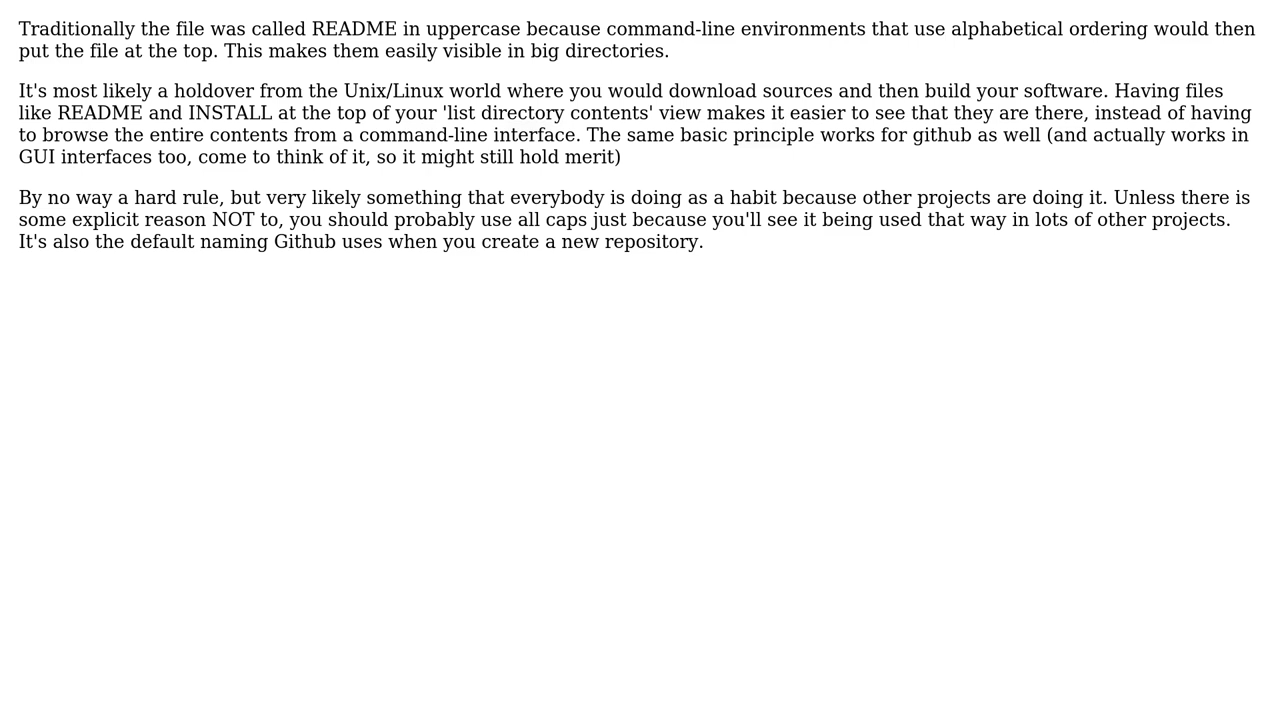 Traditionally the file was called README in uppercase because command-line environments that use alphabetical ordering would then
put the file at the top. This makes them easily visible in big directories.
It's most likely a holdover from the Unix/Linux world where you would download sources and then build your software. Having files
like README and INSTALL at the top of your 'list directory contents' view makes it easier to see that they are there, instead of having
to browse the entire contents from a command-line interface. The same basic principle works for github as well (and actually works in
GUI interfaces too, come to think of it, so it might still hold merit)
By no way a hard rule, but very likely something that everybody is doing as a habit because other projects are doing it. Unless there is
some explicit reason NOT to, you should probably use all caps just because you'll see it being used that way in lots of other projects.
It's also the default naming Github uses when you create a new repository.